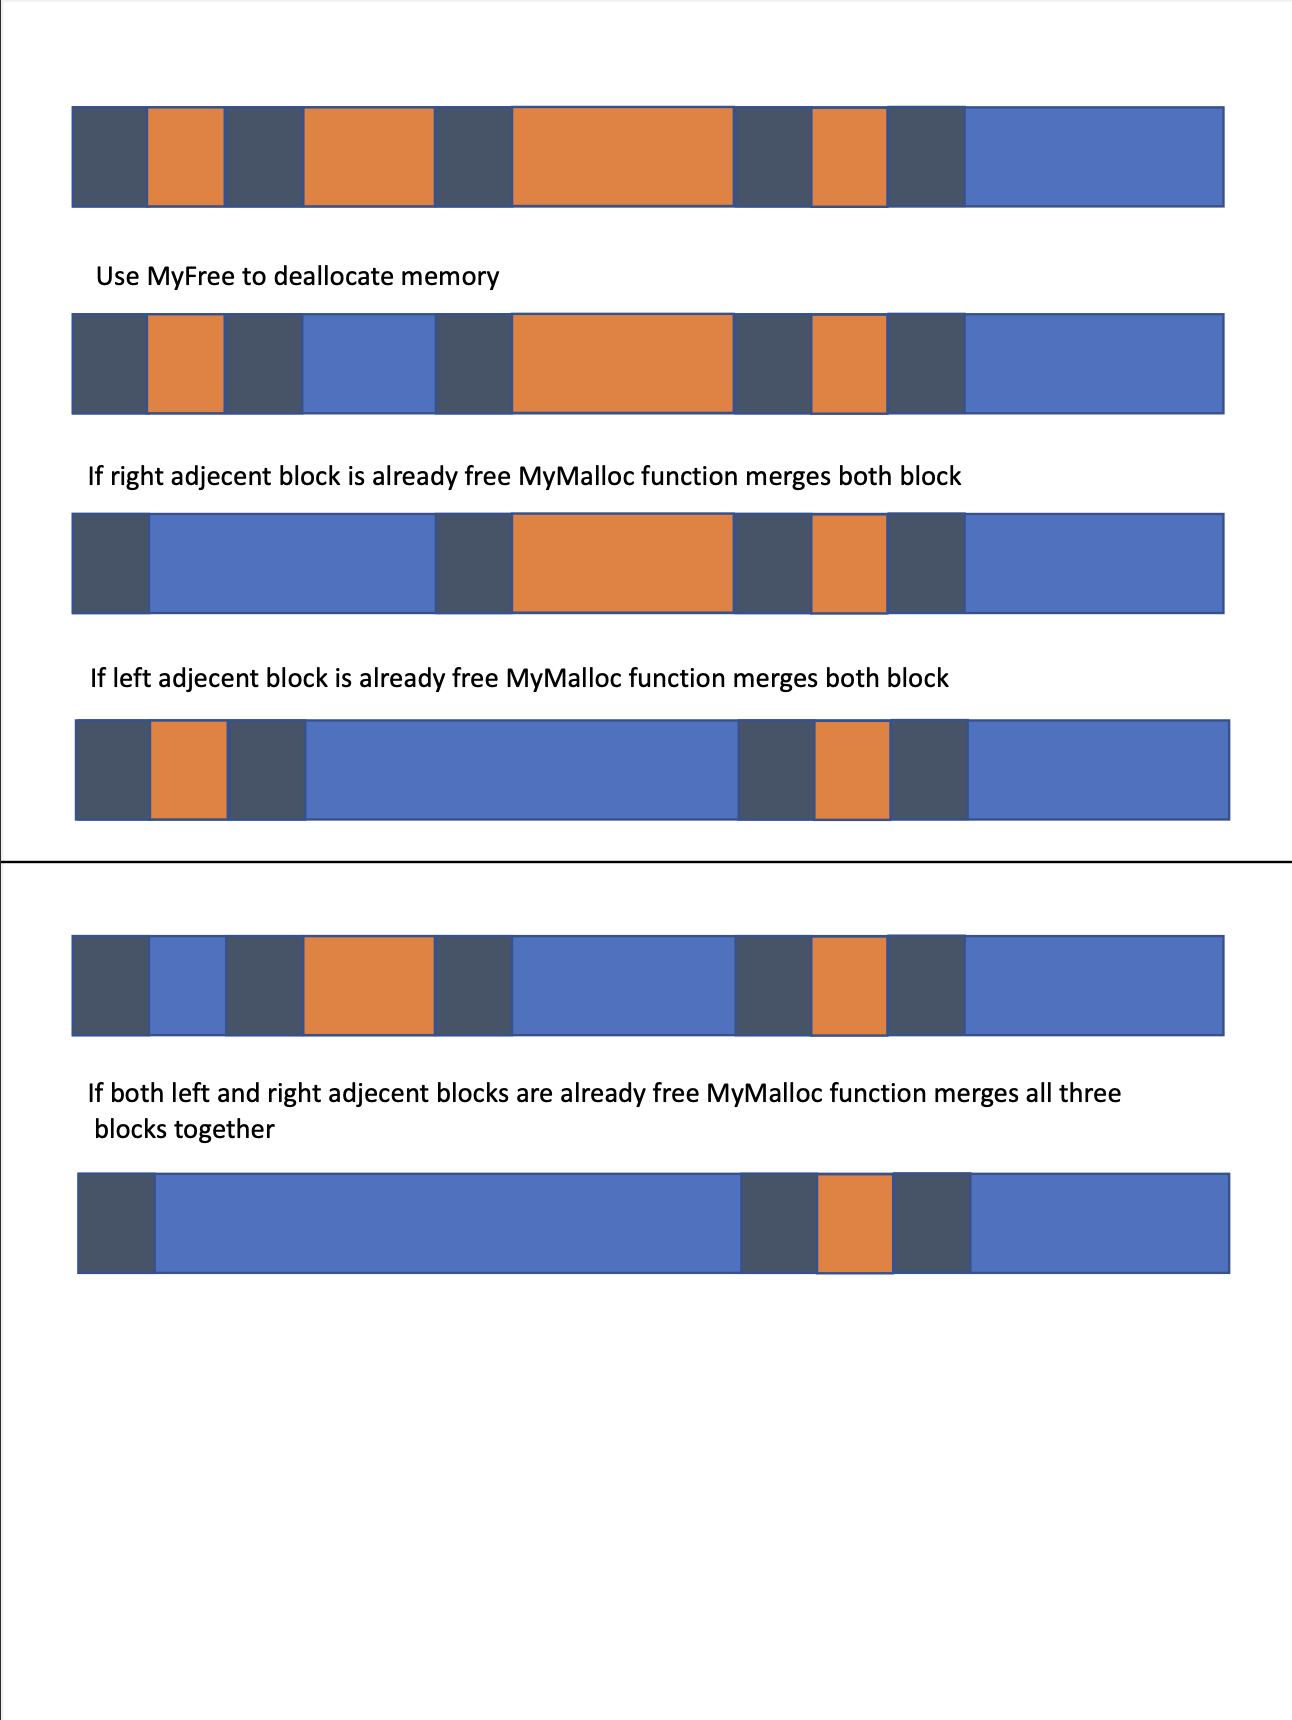 Use MyFree to deallocate memory
If right adjecent block is already free MyMalloc function merges both block
If left adjecent block is already free MyMalloc function merges both block
If both left and right adjecent blocks are already free MyMalloc function merges all three
blocks together